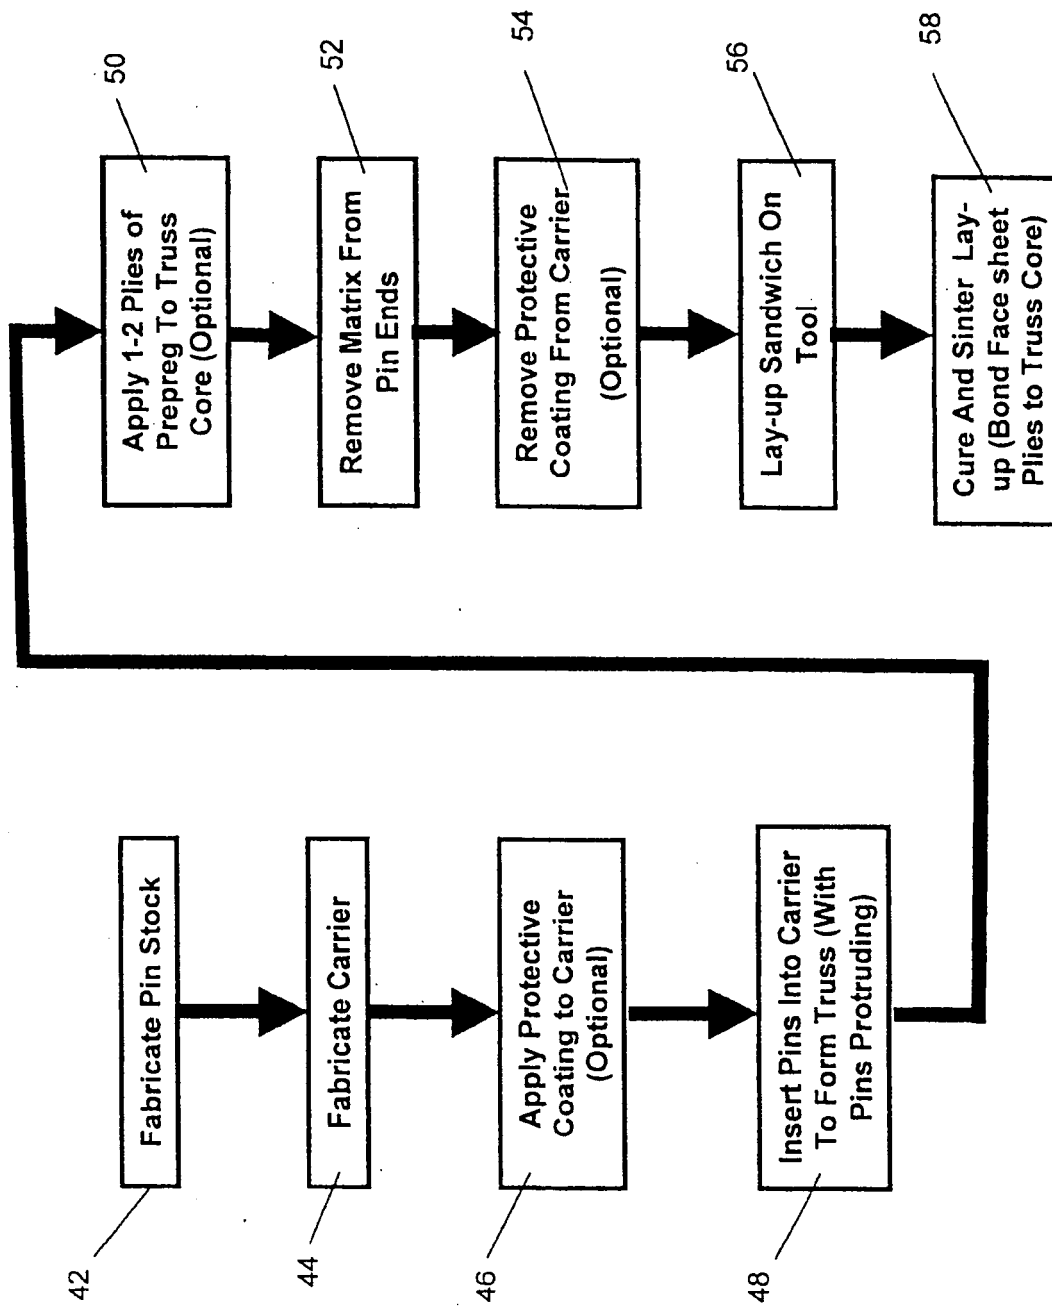 42
Fabricate Pin Stock
44
Fabricate Carrier
46
Apply Protective
Coating to Carrier
(Optional)
48
Insert Pins Into Carrier
To Form Truss (With
Pins Protruding)
50
Apply 1-2 Plies of
Prepreg To Truss
Core (Optional)
52
Remove Matrix From
Pin Ends
54
Remove Protective
Coating From Carrier
(Optional)
56
Lay-up Sandwich On
Tool
58
Cure And Sinter Lay-
up (Bond Face sheet
Plies to Truss Core)